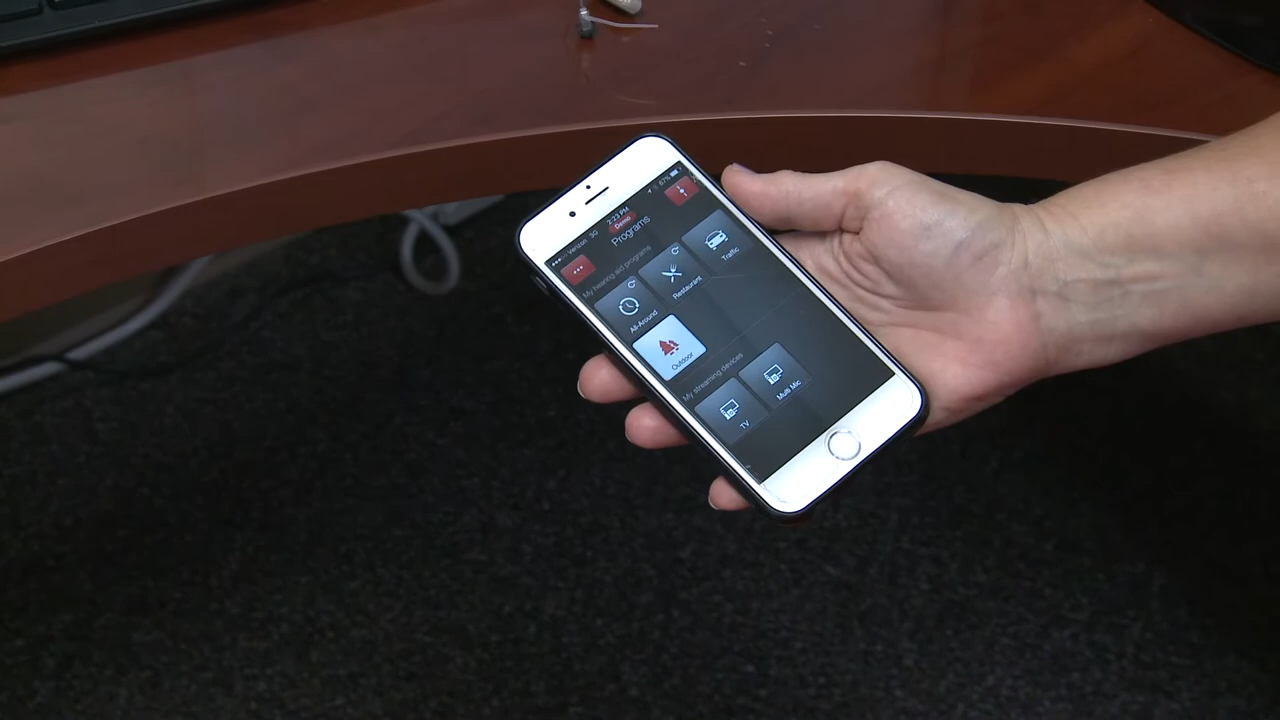 verizon 3G 2:23 PM 67%
Demo
Programs
My hearing aid programs
All-Around Restaurant Traffic
Outdoor
My streaming devices
TV Multi Mic